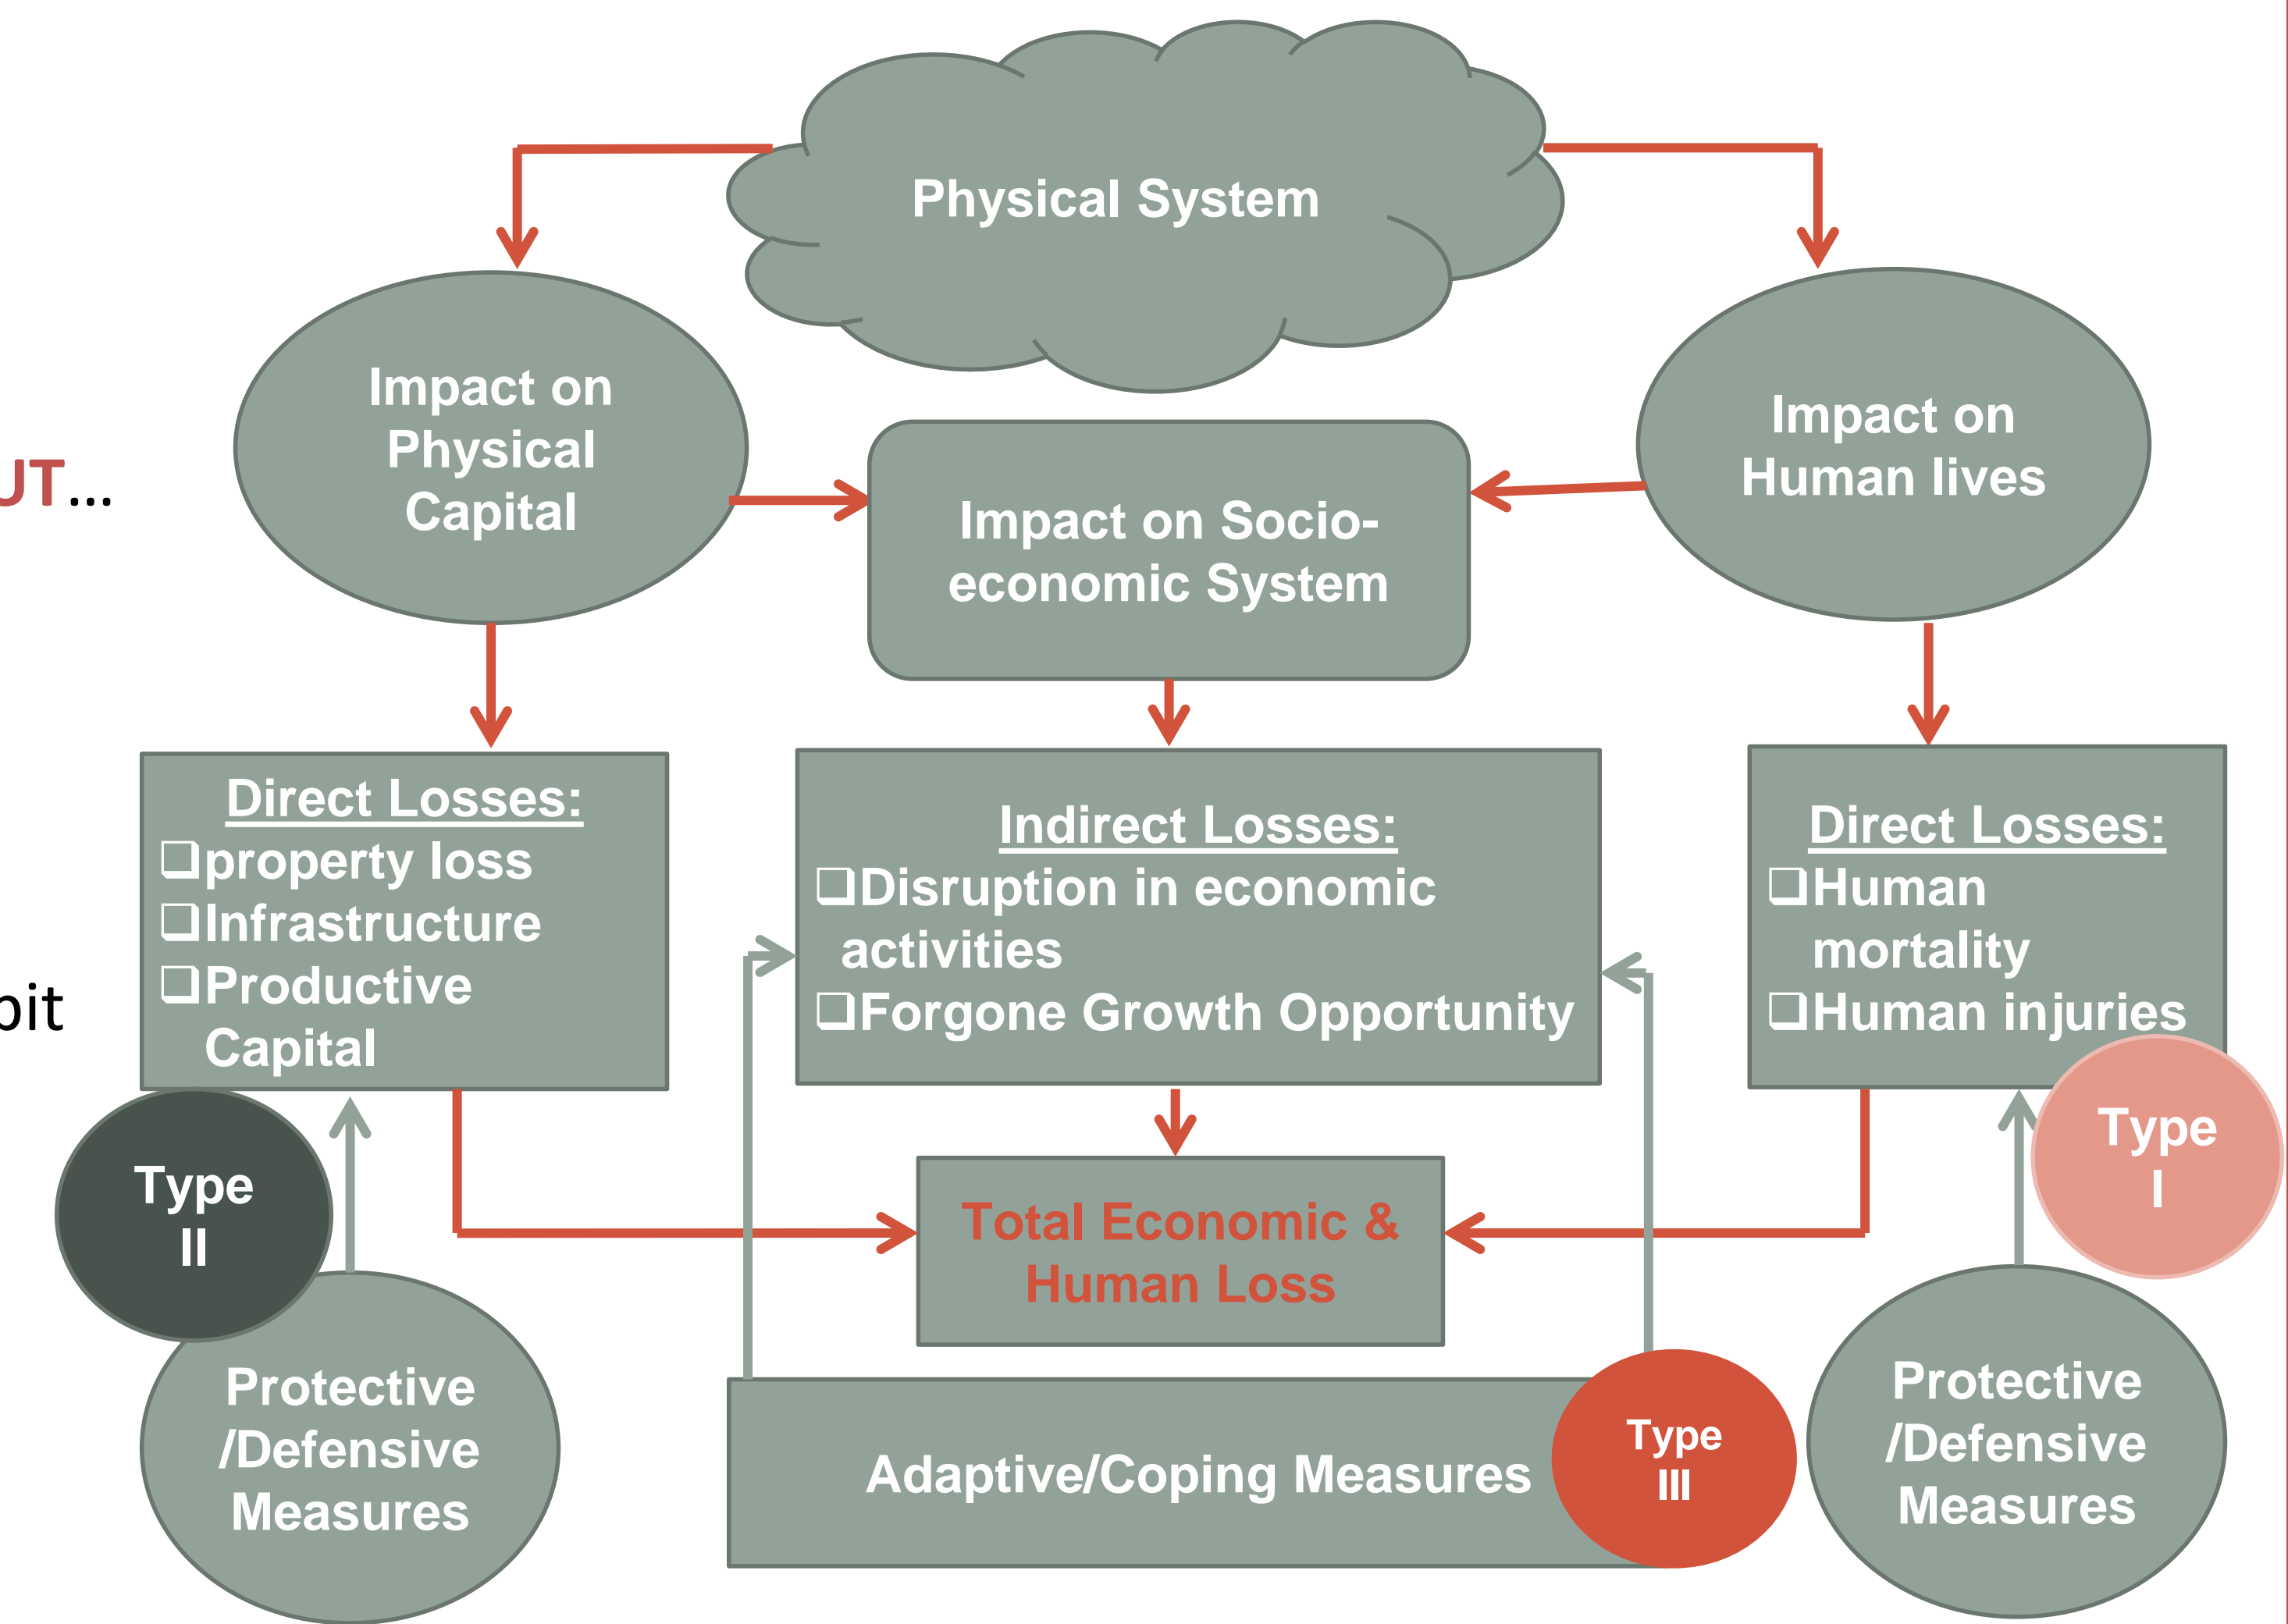 Physical System
Impact on
Physical
Capital
Impact on
Human lives
UT...
Impact on Socio-
economic System
Direct Losses:
❑property loss
❑Infrastructure
❑Productive
Capital
Indirect Losses:
❑Disruption in economic
activities
❑Forgone Growth Opportunity
Direct Losses:
❑Human
mortality
❑Human injuries
Type
II
Total Economic &
Human Loss
Type
I
Protective
/Defensive
Measures
Adaptive/Coping Measures
Type
III
Protective
/Defensive
Measures